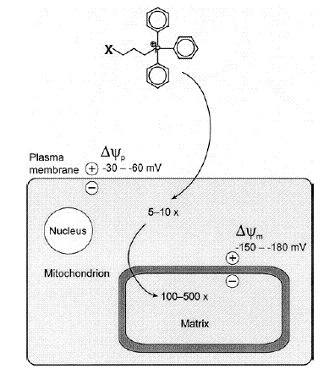 X
⊕
P
Δψp
Plasma
membrane ⊕ -30 – -60 mV
⊖
5–10 x
Nucleus
Δψm
-150 – -180 mV
⊕
Mitochondrion
⊖
100–500 x
Matrix